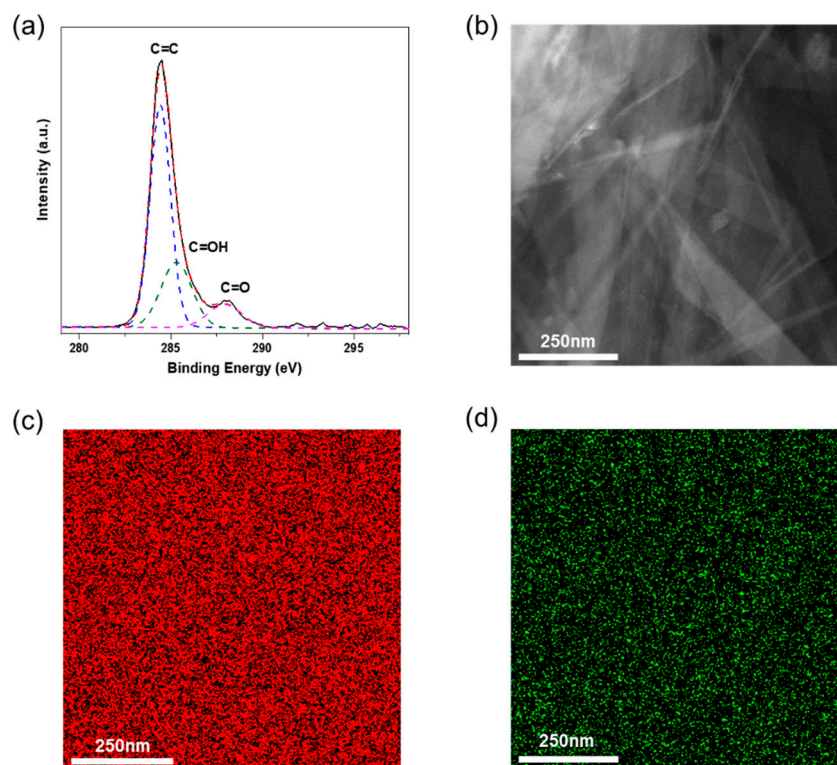 (a)
C=C
C=OH
C=O
Intensity (a.u.)
280 285 290 295
Binding Energy (eV)
(b)
250nm
(c)
250nm
(d)
250nm